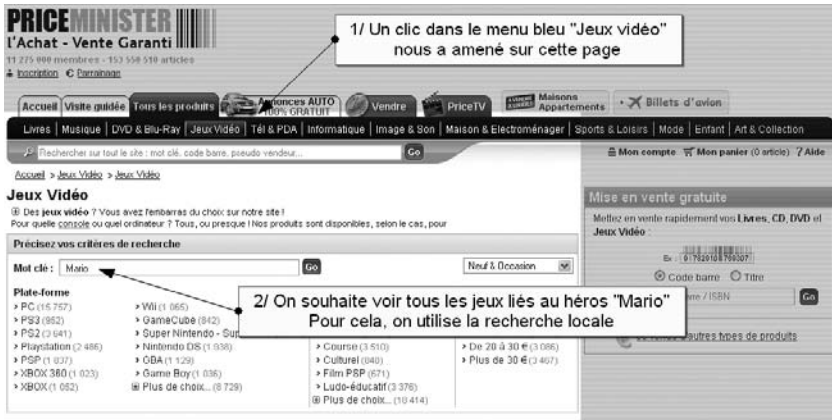 PRICEMINISTER
l'Achat - Vente Garanti
11 275 000 membres - 153 550 510 articles
Inscription € Parrainage
1/ Un clic dans le menu bleu "Jeux vidéo"
nous a amené sur cette page
Accueil Visite guidée Tous les produits Annonces AUTO 100% GRATUIT Vendre PriceTV Maisons Appartements Billets d'avion
Livres | Musique | DVD & Blu-Ray | Jeux Vidéo | Tél & PDA | Informatique | Image & Son | Maison & Electroménager | Sports & Loisirs | Mode | Enfant | Art & Collection
Rechercher sur tout le site : mot clé, code barre, pseudo vendeur... Go
Mon compte Mon panier (0 article) ? Aide
Accueil > Jeux Vidéo > Jeux Vidéo
Jeux Vidéo
Des jeux vidéo ? Vous avez l'embarras du choix sur notre site !
Pour quelle console ou quel ordinateur ? Tous, ou presque ! Nos produits sont disponibles, selon le cas, pour
Précisez vos critères de recherche
Mot clé : Mario Go Neuf & Occasion
Mise en vente gratuite
Mettez en vente rapidement vos Livres, CD, DVD et
Jeux Vidéo :
Ex :
Code barre Titre
/ ISBN Go
autres types de produits
2/ On souhaite voir tous les jeux liés au héros "Mario"
Pour cela, on utilise la recherche locale
Plate-forme
> PC (15 757)
> PS3 (952)
> PS2 (3 641)
> Playstation (2 486)
> PSP (1 037)
> XBOX 360 (1 023)
> XBOX (1 052)
> Wii (1 065)
> GameCube (842)
> Super Nintendo - Sup
> Nintendo DS (1 938)
> GBA (1 129)
> Game Boy (1 036)
Plus de choix... (8 729)
> Course (3 510)
> Culturel (840)
> Film PSP (671)
> Ludo-éducatif (3 376)
Plus de choix... (10 414)
> De 20 à 30 € (3 086)
> Plus de 30 € (3 467)